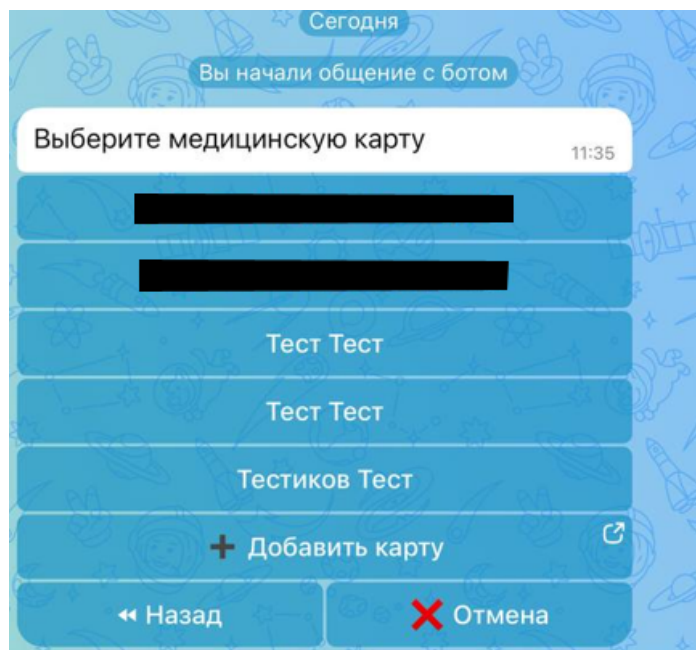 Сегодня
Вы начали общение с ботом
Выберите медицинскую карту
11:35
Тест Тест
Тест Тест
Тестиков Тест
➕ Добавить карту
⏪ Назад
❌ Отмена